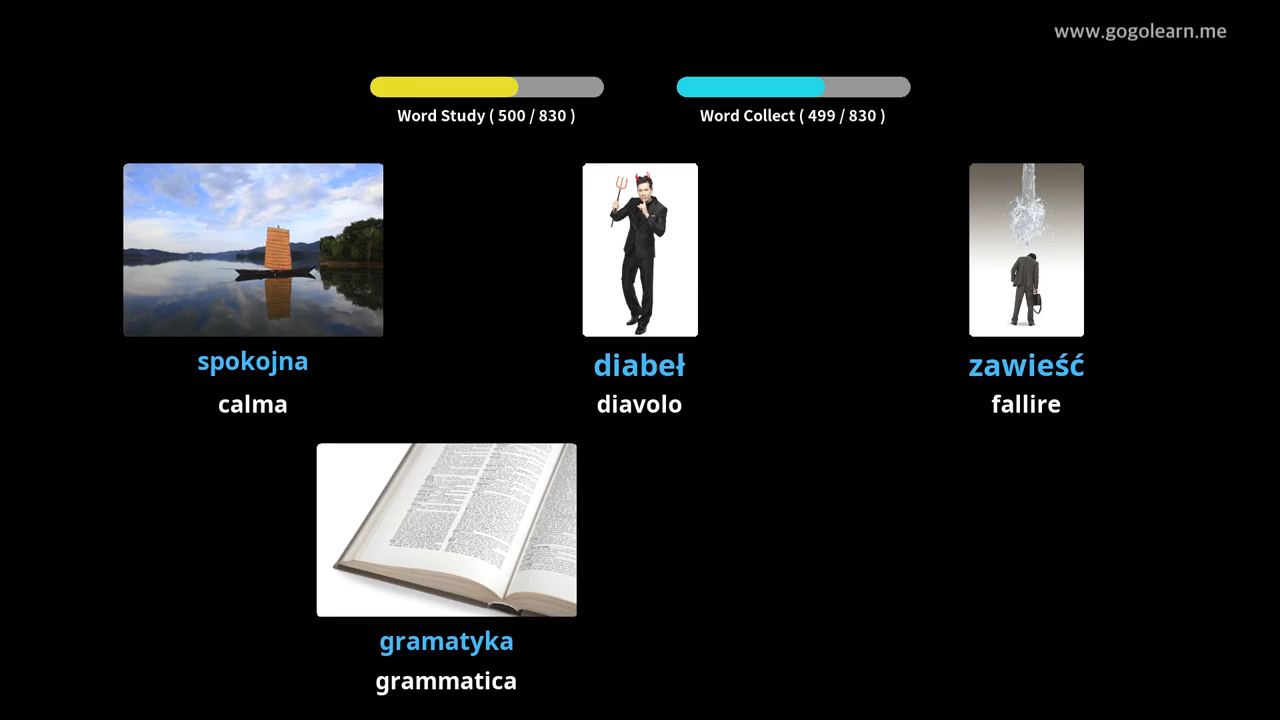 www.gogolearn.me
Word Study ( 500 / 830 )
Word Collect ( 499 / 830 )
spokojna
calma
diabeł
diavolo
zawieść
fallire
gramatyka
grammatica